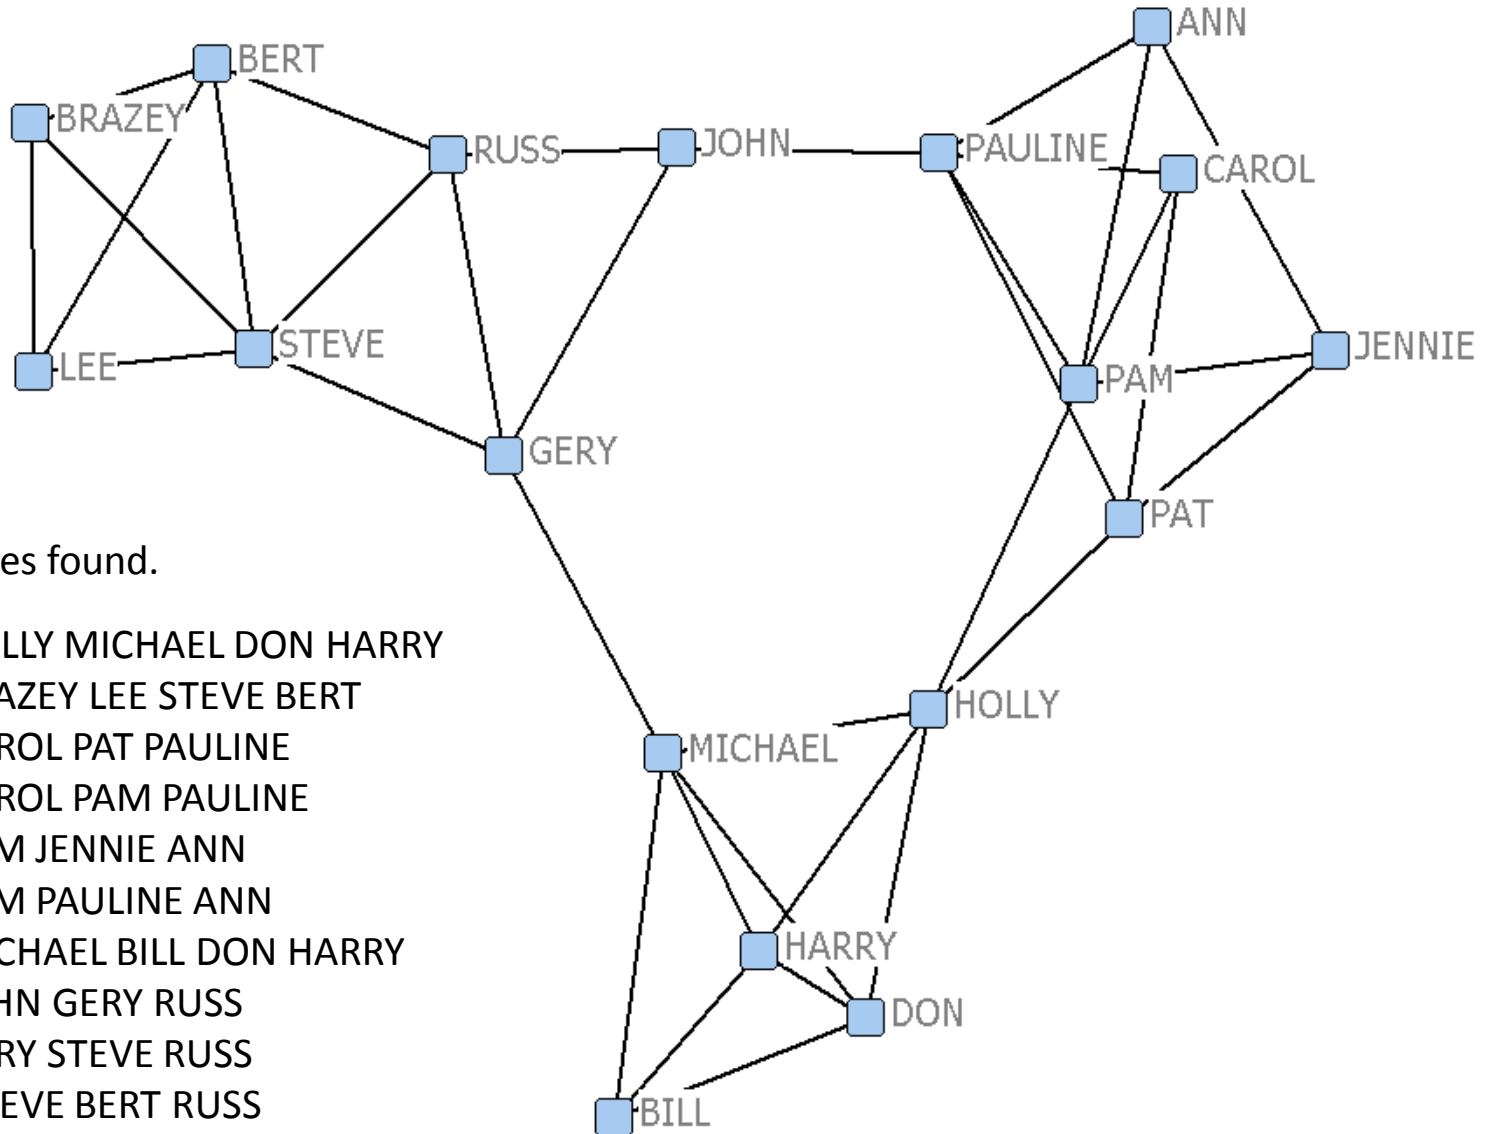 ANN
BERT
BRAZEY
RUSS
JOHN
PAULINE
CAROL
STEVE
LEE
JENNIE
PAM
GERY
PAT
es found.
LLY MICHAEL DON HARRY
AZEY LEE STEVE BERT
ROL PAT PAULINE
ROL PAM PAULINE
M JENNIE ANN
M PAULINE ANN
CHAEL BILL DON HARRY
HN GERY RUSS
RY STEVE RUSS
EVE BERT RUSS
HOLLY
MICHAEL
HARRY
DON
BILL